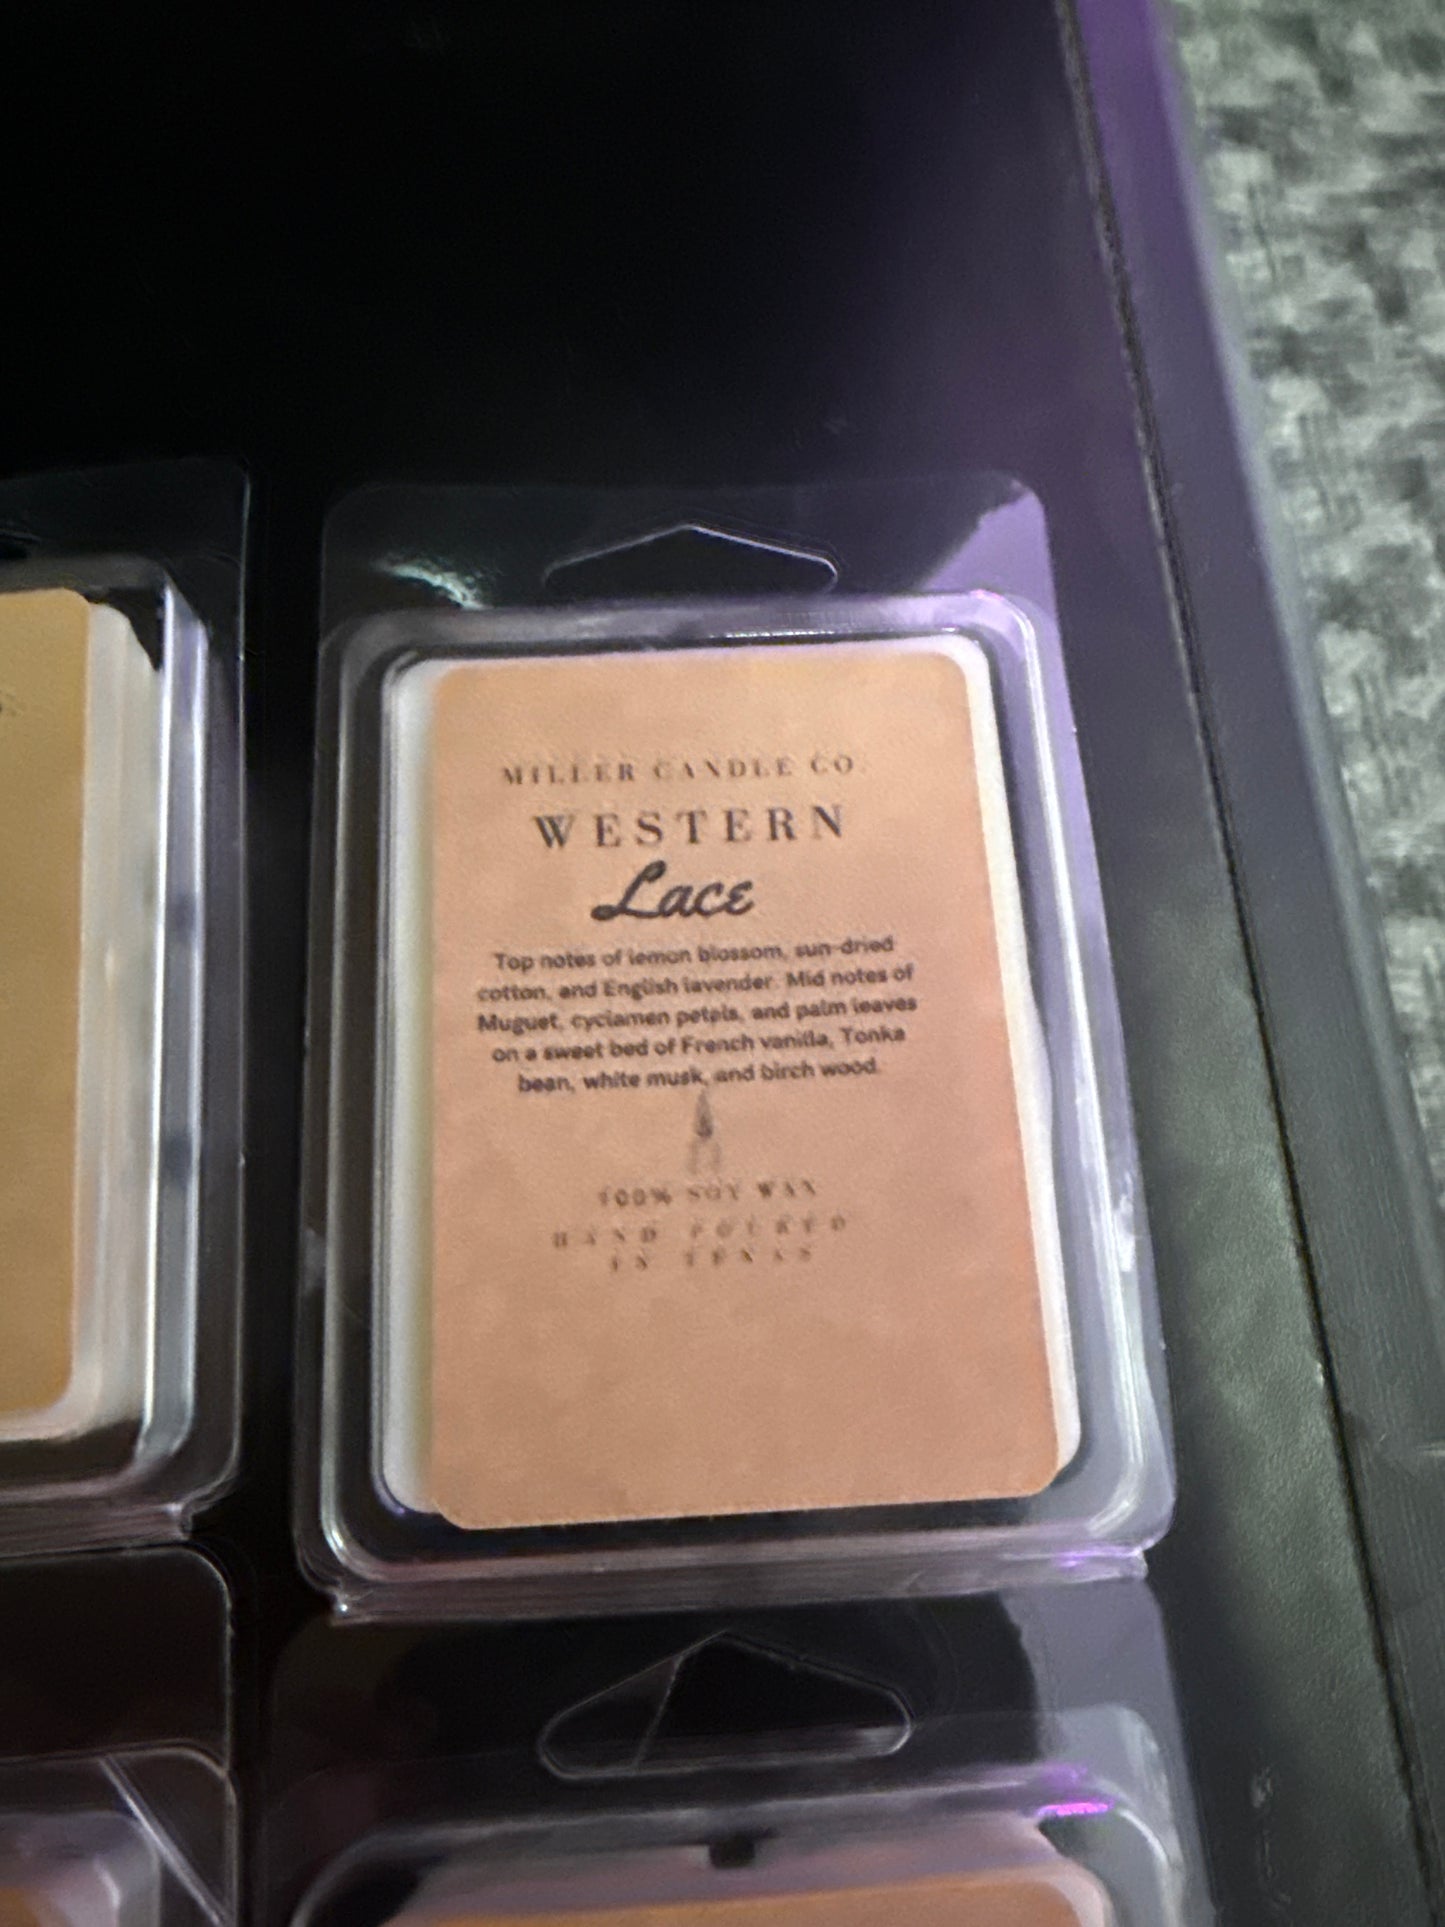 MILLER CANDLE CO.
WESTERN
Lace
Top notes of lemon blossom, sun-dried
cotton, and English lavender. Mid notes of
Muguet, cyclamen petals, and palm leaves
on a sweet bed of French vanilla, Tonka
bean, white musk, and birch wood.
100% SOY WAX
HAND POURED
IN TEXAS